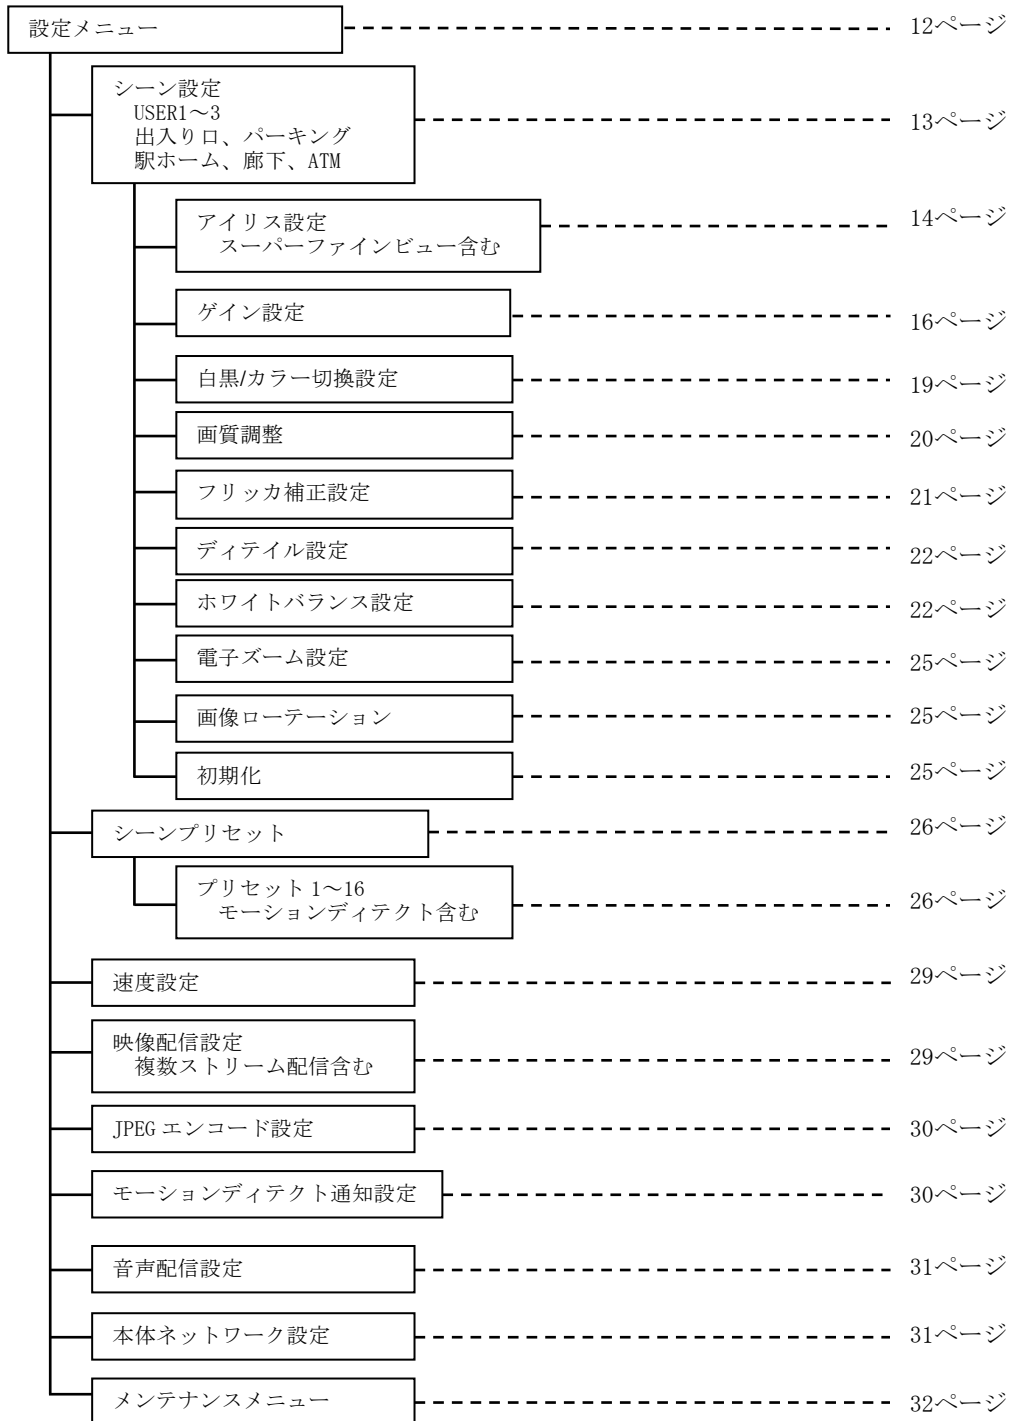 設定メニュー 12ページ
シーン設定
USER1～3
出入り口、パーキング 13ページ
駅ホーム、廊下、ATM
アイリス設定 14ページ
スーパーファインビュー含む
ゲイン設定 16ページ
白黒/カラー切換設定 19ページ
画質調整 20ページ
フリッカ補正設定 21ページ
ディテイル設定 22ページ
ホワイトバランス設定 22ページ
電子ズーム設定 25ページ
画像ローテーション 25ページ
初期化 25ページ
シーンプリセット 26ページ
プリセット 1～16 26ページ
モーションディテクト含む
速度設定 29ページ
映像配信設定 29ページ
複数ストリーム配信含む
JPEG エンコード設定 30ページ
モーションディテクト通知設定 30ページ
音声配信設定 31ページ
本体ネットワーク設定 31ページ
メンテナンスメニュー 32ページ